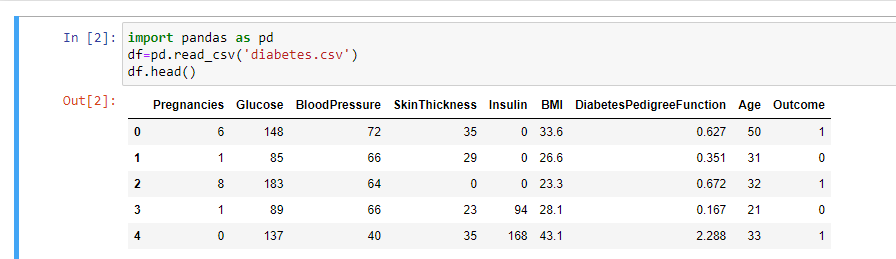 In [2]: import pandas as pd
df=pd.read_csv('diabetes.csv')
df.head()
Out[2]:
Pregnancies Glucose BloodPressure SkinThickness Insulin BMI DiabetesPedigreeFunction Age Outcome
0 6 148 72 35 0 33.6 0.627 50 1
1 1 85 66 29 0 26.6 0.351 31 0
2 8 183 64 0 0 23.3 0.672 32 1
3 1 89 66 23 94 28.1 0.167 21 0
4 0 137 40 35 168 43.1 2.288 33 1